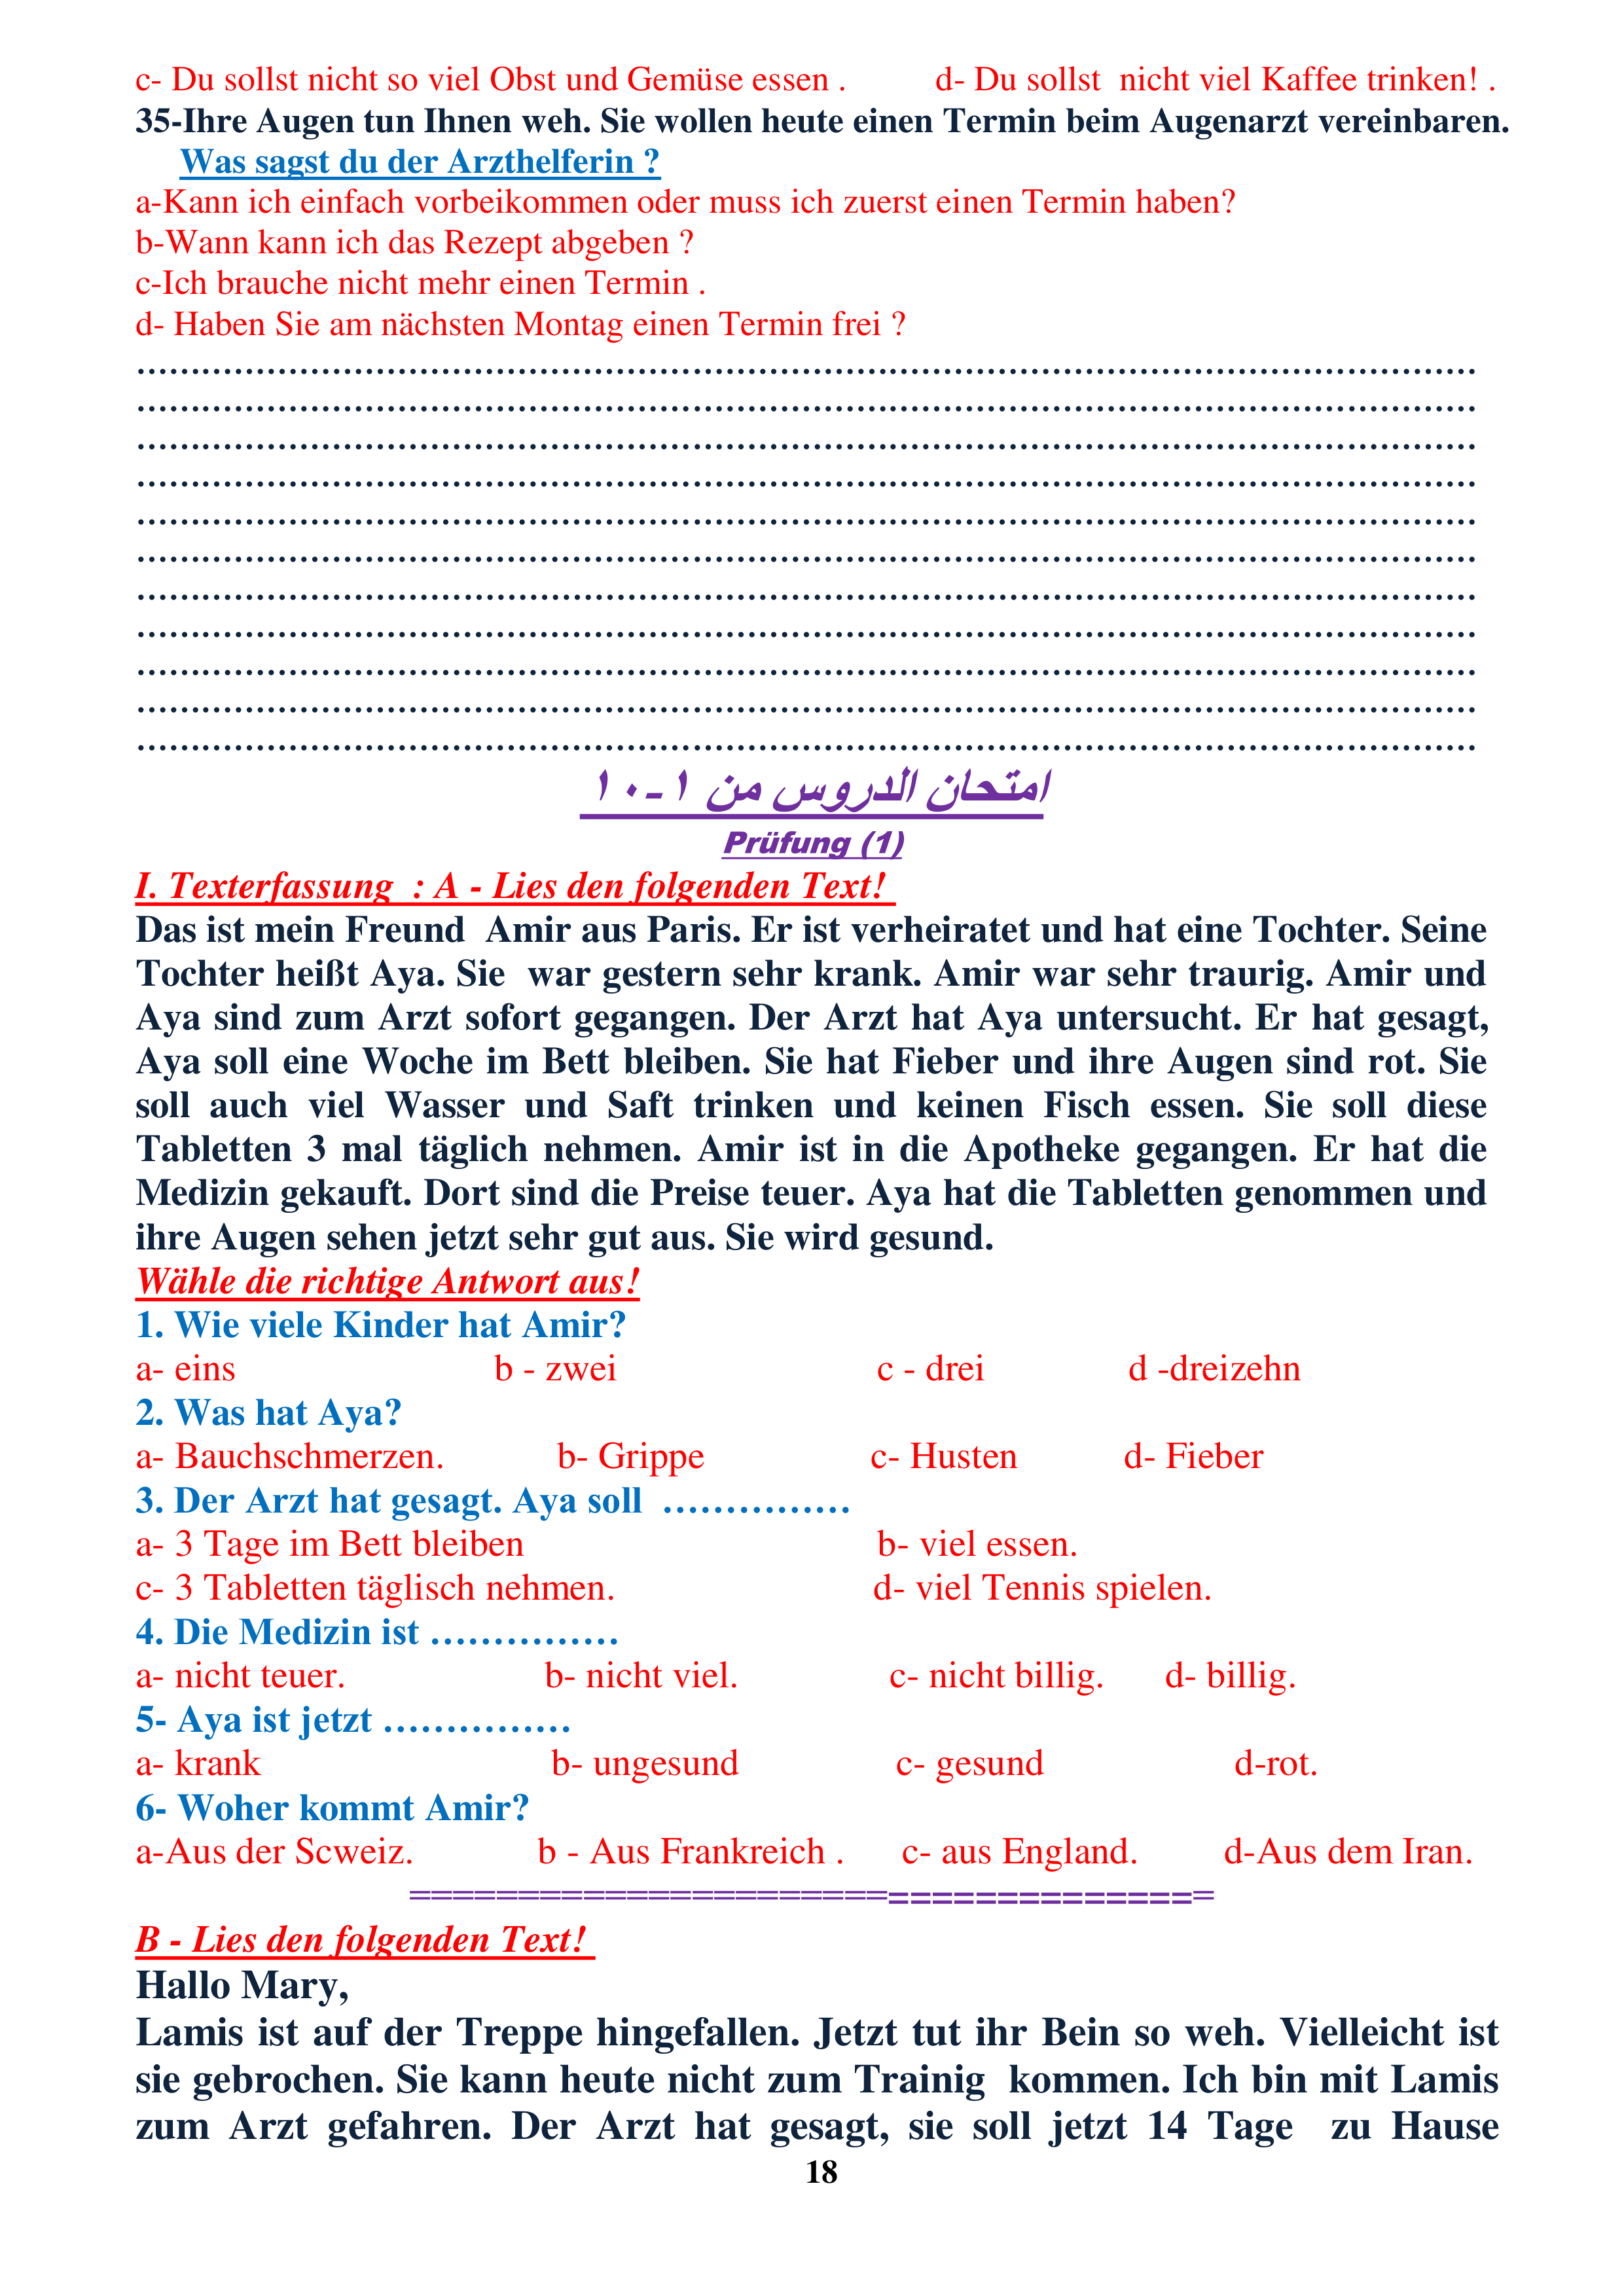 c- Du sollst nicht so viel Obst und Gemüse essen . d- Du sollst nicht viel Kaffee trinken! .
35-Ihre Augen tun Ihnen weh. Sie wollen heute einen Termin beim Augenarzt vereinbaren.
Was sagst du der Arzthelferin ?
a-Kann ich einfach vorbeikommen oder muss ich zuerst einen Termin haben?
b-Wann kann ich das Rezept abgeben ?
c-Ich brauche nicht mehr einen Termin .
d- Haben Sie am nächsten Montag einen Termin frei ?
امتحان الدروس من ١-١٠
Prüfung (1)
I. Texterfassung : A - Lies den folgenden Text!
Das ist mein Freund Amir aus Paris. Er ist verheiratet und hat eine Tochter. Seine
Tochter heißt Aya. Sie war gestern sehr krank. Amir war sehr traurig. Amir und
Aya sind zum Arzt sofort gegangen. Der Arzt hat Aya untersucht. Er hat gesagt,
Aya soll eine Woche im Bett bleiben. Sie hat Fieber und ihre Augen sind rot. Sie
soll auch viel Wasser und Saft trinken und keinen Fisch essen. Sie soll diese
Tabletten 3 mal täglich nehmen. Amir ist in die Apotheke gegangen. Er hat die
Medizin gekauft. Dort sind die Preise teuer. Aya hat die Tabletten genommen und
ihre Augen sehen jetzt sehr gut aus. Sie wird gesund.
Wähle die richtige Antwort aus!
1. Wie viele Kinder hat Amir?
a- eins b - zwei c - drei d -dreizehn
2. Was hat Aya?
a- Bauchschmerzen. b- Grippe c- Husten d- Fieber
3. Der Arzt hat gesagt. Aya soll ……………
a- 3 Tage im Bett bleiben b- viel essen.
c- 3 Tabletten täglisch nehmen. d- viel Tennis spielen.
4. Die Medizin ist ……………
a- nicht teuer. b- nicht viel. c- nicht billig. d- billig.
5- Aya ist jetzt ……………
a- krank b- ungesund c- gesund d-rot.
6- Woher kommt Amir?
a-Aus der Scweiz. b - Aus Frankreich . c- aus England. d-Aus dem Iran.
====================================
B - Lies den folgenden Text!
Hallo Mary,
Lamis ist auf der Treppe hingefallen. Jetzt tut ihr Bein so weh. Vielleicht ist
sie gebrochen. Sie kann heute nicht zum Trainig kommen. Ich bin mit Lamis
zum Arzt gefahren. Der Arzt hat gesagt, sie soll jetzt 14 Tage zu Hause
18